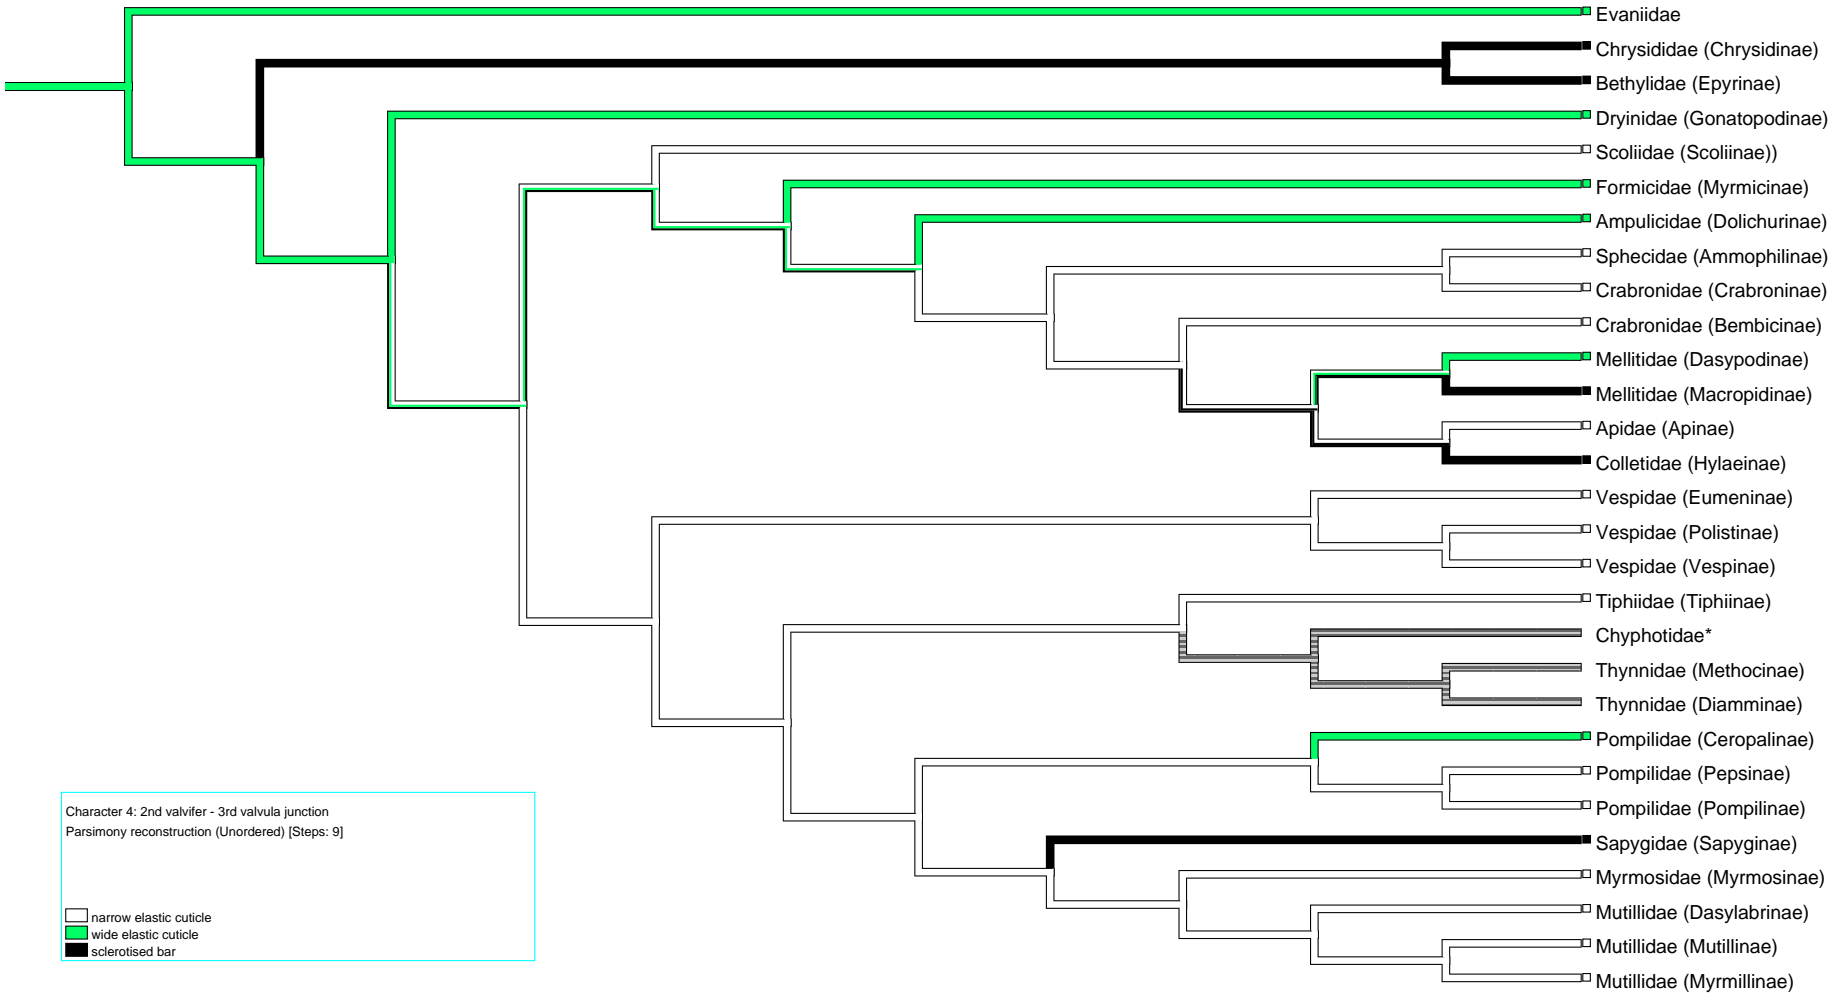 Evaniidae
Chrysididae (Chrysidinae)
Bethylidae (Epyrinae)
Dryinidae (Gonatopodinae)
Scoliidae (Scoliinae))
Formicidae (Myrmicinae)
Ampulicidae (Dolichurinae)
Sphecidae (Ammophilinae)
Crabronidae (Crabroninae)
Crabronidae (Bembicinae)
Mellitidae (Dasypodinae)
Mellitidae (Macropidinae)
Apidae (Apinae)
Colletidae (Hylaeinae)
Vespidae (Eumeninae)
Vespidae (Polistinae)
Vespidae (Vespinae)
Tiphiidae (Tiphiinae)
Chyphotidae*
Thynnidae (Methocinae)
Thynnidae (Diamminae)
Pompilidae (Ceropalinae)
Pompilidae (Pepsinae)
Pompilidae (Pompilinae)
Sapygidae (Sapyginae)
Myrmosidae (Myrmosinae)
Mutillidae (Dasylabrinae)
Mutillidae (Mutillinae)
Mutillidae (Myrmillinae)
Character 4: 2nd valvifer - 3rd valvula junction
Parsimony reconstruction (Unordered) [Steps: 9]
narrow elastic cuticle
wide elastic cuticle
sclerotised bar